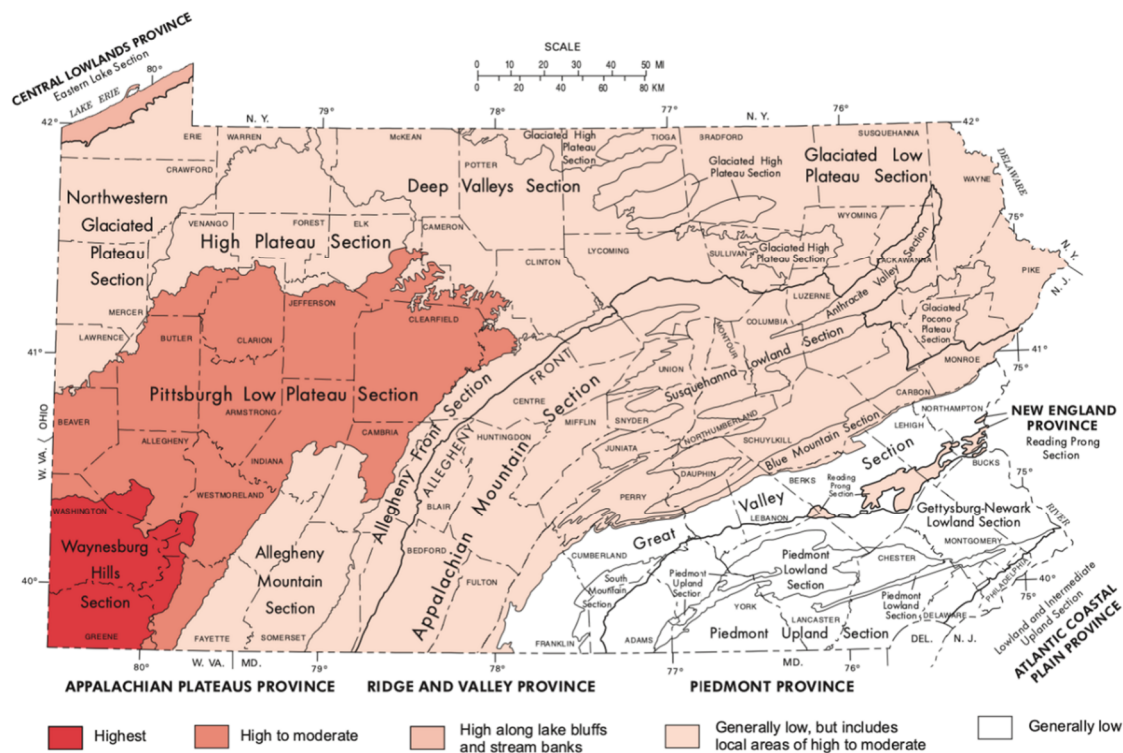 CENTRAL LOWLANDS PROVINCE
Eastern Lake Section
80°
LAKE ERIE
SCALE
0 10 20 30 40 50 MI
0 20 40 60 80 KM
42°
N. Y.
79°
78°
77°
N. Y.
76°
42°
ERIE
WARREN
McKEAN
POTTER
Glaciated High
Plateau
Section
TIOGA
BRADFORD
SUSQUEHANNA
CRAWFORD
Glaciated High
Plateau Section
Glaciated Low
Plateau Section
WAYNE
DELAWARE
Northwestern
Glaciated
Plateau
Section
Deep Valleys Section
VENANGO
FOREST
ELK
CAMERON
High Plateau Section
WYOMING
75°
LYCOMING
SULLIVAN
Glaciated High
Plateau Section
LACKAWANNA
CLINTON
Anthracite Valley Section
PIKE
N. Y.
N. J.
MERCER
JEFFERSON
CLEARFIELD
LUZERNE
COLUMBIA
Glaciated
Pocono
Plateau
Section
LAWRENCE
BUTLER
CLARION
MONTOUR
MONROE
41°
41°
75°
Pittsburgh Low Plateau Section
ARMSTRONG
Allegheny Front Section
ALLEGHENY FRONT
CENTRE
UNION
Susquehanna Lowland Section
CARBON
BEAVER
ALLEGHENY
INDIANA
CAMBRIA
HUNTINGDON
MIFFLIN
SNYDER
NORTHUMBERLAND
SCHUYLKILL
NORTHAMPTON
LEHIGH
NEW ENGLAND
PROVINCE
Reading Prong
Section
W. VA. OHIO
JUNIATA
Blue Mountain Section
Appalachian Mountain Section
BUCKS
75°
WASHINGTON
WESTMORELAND
BLAIR
PERRY
DAUPHIN
BERKS
Reading
Prong
Section
Great Valley Section
LEBANON
Gettysburg-Newark
Lowland Section
RIVER
Waynesburg
Hills
Section
Allegheny
Mountain
Section
BEDFORD
FULTON
CUMBERLAND
South
Mountain
Section
Piedmont
Upland
Section
Piedmont
Lowland
Section
CHESTER
MONTGOMERY
PHILADELPHIA
40°
40°
75°
YORK
LANCASTER
Piedmont
Lowland
Section
DELAWARE
Lowland and Intermediate
Upland Section
ATLANTIC COASTAL
PLAIN PROVINCE
GREENE
FAYETTE
SOMERSET
FRANKLIN
ADAMS
Piedmont Upland Section
DEL.
N. J.
80°
W. VA.
MD.
79°
78°
77°
MD.
76°
APPALACHIAN PLATEAUS PROVINCE
RIDGE AND VALLEY PROVINCE
PIEDMONT PROVINCE
Highest
High to moderate
High along lake bluffs
and stream banks
Generally low, but includes
local areas of high to moderate
Generally low